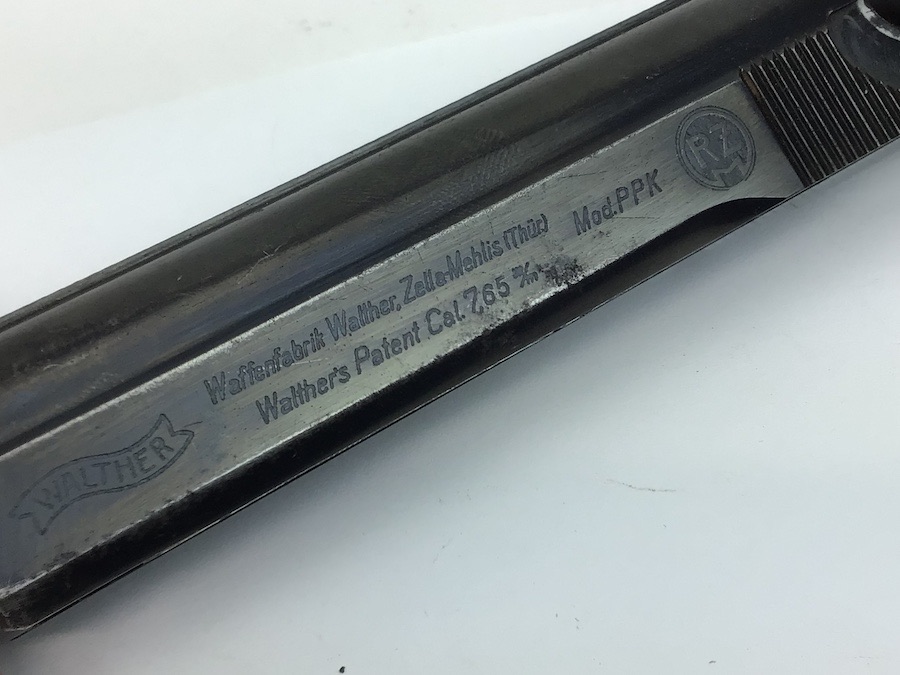 WALTHER
Waffenfabrik Walther, Zella-Mehlis (Thür.)
Walther's Patent Cal. 7,65 m/m
Mod. PPK
RZM